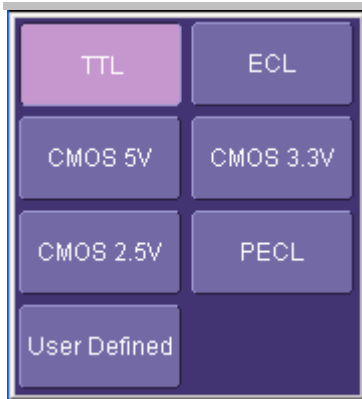 TTL
ECL
CMOS 5V
CMOS 3.3V
CMOS 2.5V
PECL
User Defined